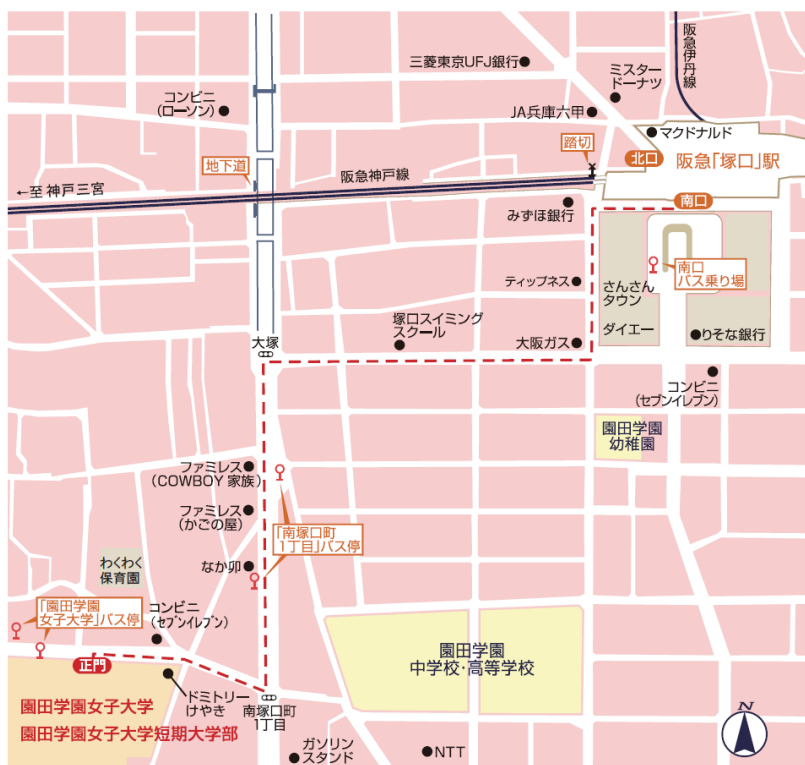 三菱東京UFJ銀行
阪急伊丹線
ミスター
ドーナツ
コンビニ
(ローソン)
JA兵庫六甲
マクドナルド
踏切
北口
阪急「塚口」駅
地下道
阪急神戸線
←至 神戸三宮
南口
みずほ銀行
南口
バス乗り場
ティップネス
さんさん
タウン
塚口スイミング
スクール
大阪ガス
ダイエー
りそな銀行
大塚
コンビニ
(セブンイレブン)
園田学園
幼稚園
ファミレス
(COWBOY 家族)
ファミレス
(かごの屋)
「南塚口町
1丁目」バス停
なか卯
わくわく
保育園
「園田学園
女子大学」バス停
コンビニ
(セブンイレブン)
園田学園
中学校・高等学校
正門
ドミトリー
けやき
南塚口町
1丁目
園田学園女子大学
園田学園女子大学短期大学部
ガソリン
スタンド
NTT
N